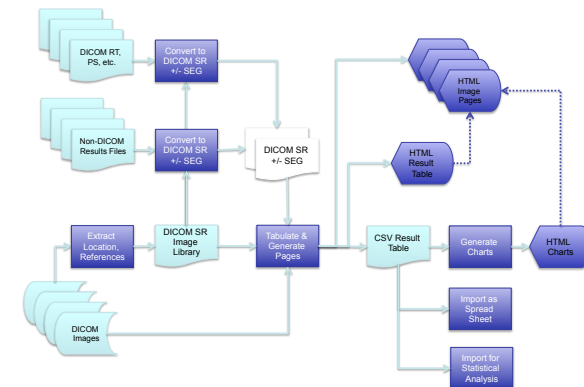 DICOM RT,
PS, etc.
Convert to
DICOM SR
+/- SEG
HTML
Image
Pages
Non-DICOM
Results Files
Convert to
DICOM SR
+/- SEG
DICOM SR
+/- SEG
HTML
Result
Table
Extract
Location,
References
DICOM SR
Image
Library
Tabulate &
Generate
Pages
CSV Result
Table
Generate
Charts
HTML
Charts
DICOM
Images
Import as
Spread
Sheet
Import for
Statistical
Analysis